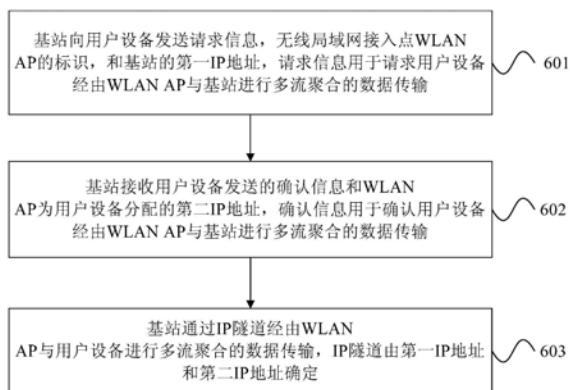 基站向用户设备发送请求信息，无线局域网接入点WLAN
AP的标识，和基站的第一IP地址，请求信息用于请求用户设备
经由WLAN AP与基站进行多流聚合的数据传输
601
基站接收用户设备发送的确认信息和WLAN
AP为用户设备分配的第二IP地址，确认信息用于确认用户设备
经由WLAN AP与基站进行多流聚合的数据传输
602
基站通过IP隧道经由WLAN
AP与用户设备进行多流聚合的数据传输，IP隧道由第一IP地址
和第二IP地址确定
603